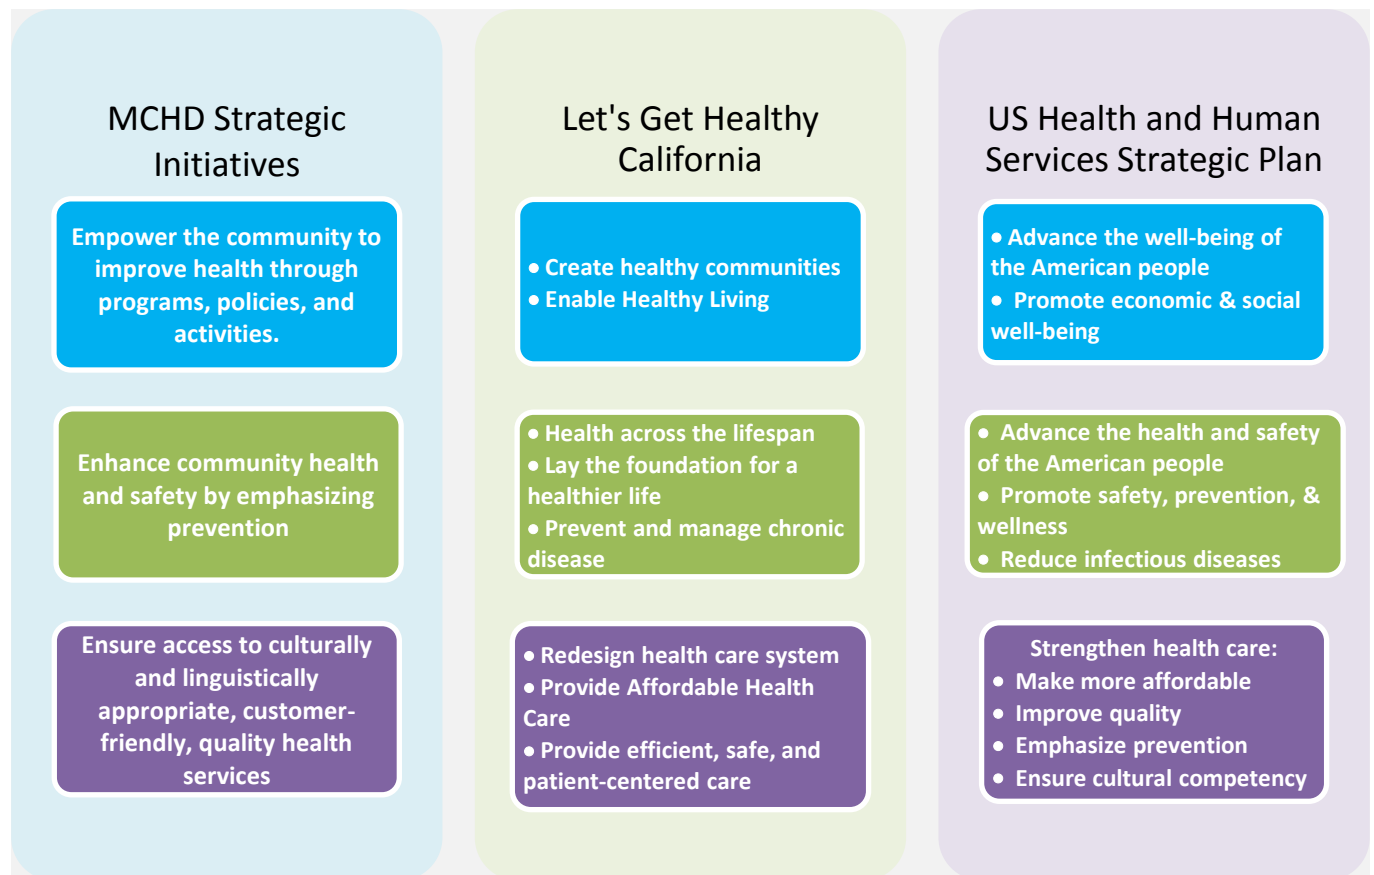 MCHD Strategic
Initiatives
Empower the community to
improve health through
programs, policies, and
activities.
Enhance community health
and safety by emphasizing
prevention
Ensure access to culturally
and linguistically
appropriate, customer-
friendly, quality health
services
Let's Get Healthy
California
• Create healthy communities
• Enable Healthy Living
• Health across the lifespan
• Lay the foundation for a
healthier life
• Prevent and manage chronic
disease
• Redesign health care system
• Provide Affordable Health
Care
• Provide efficient, safe, and
patient-centered care
US Health and Human
Services Strategic Plan
• Advance the well-being of
the American people
• Promote economic & social
well-being
• Advance the health and safety
of the American people
• Promote safety, prevention, &
wellness
• Reduce infectious diseases
Strengthen health care:
• Make more affordable
• Improve quality
• Emphasize prevention
• Ensure cultural competency